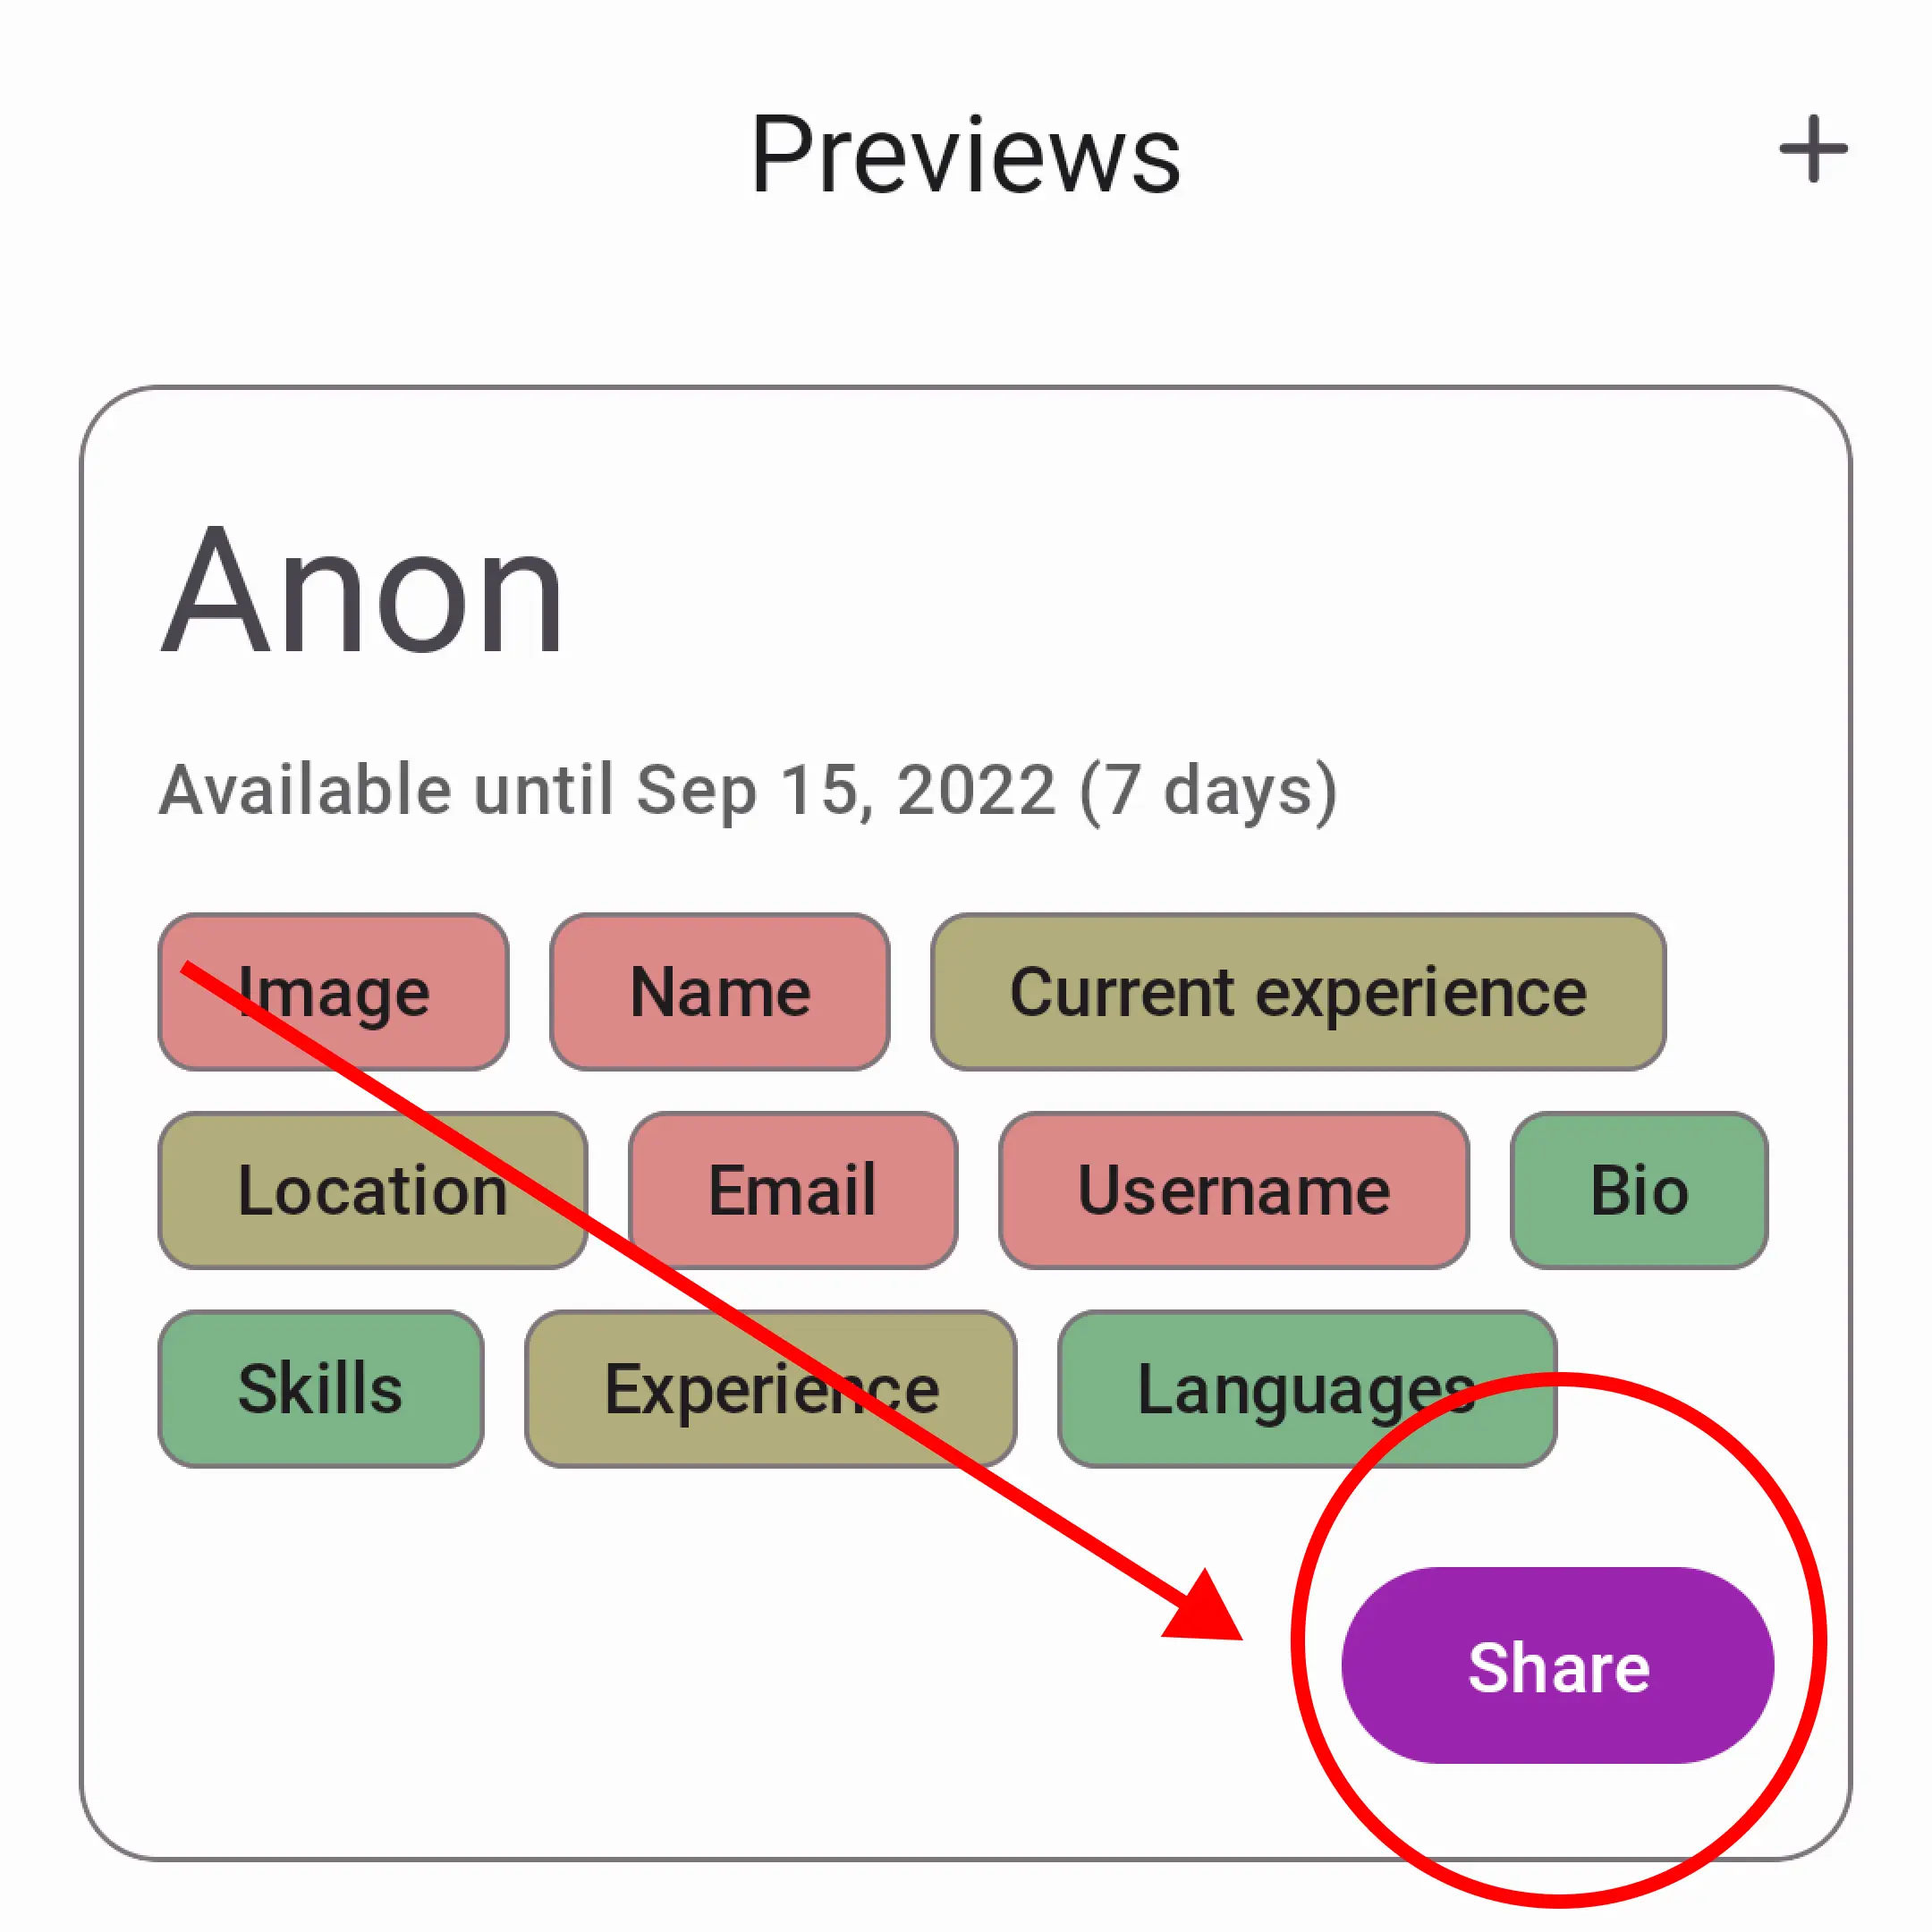 Previews
Anon
Available until Sep 15, 2022 (7 days)
Image Name Current experience
Location Email Username Bio
Skills Experience Languages
Share